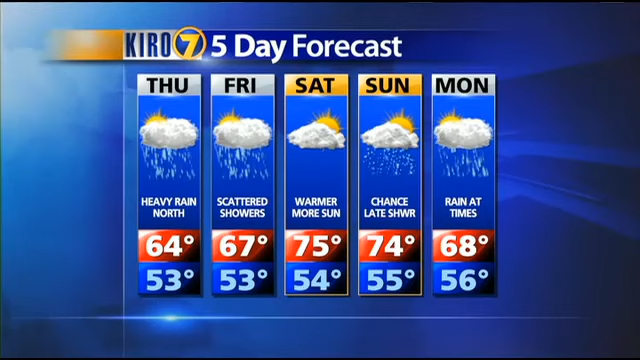 KIRO 7 5 Day Forecast
THU FRI SAT SUN MON
HEAVY RAIN SCATTERED WARMER CHANCE RAIN AT
NORTH SHOWERS MORE SUN LATE SHWR TIMES
64° 67° 75° 74° 68°
53° 53° 54° 55° 56°